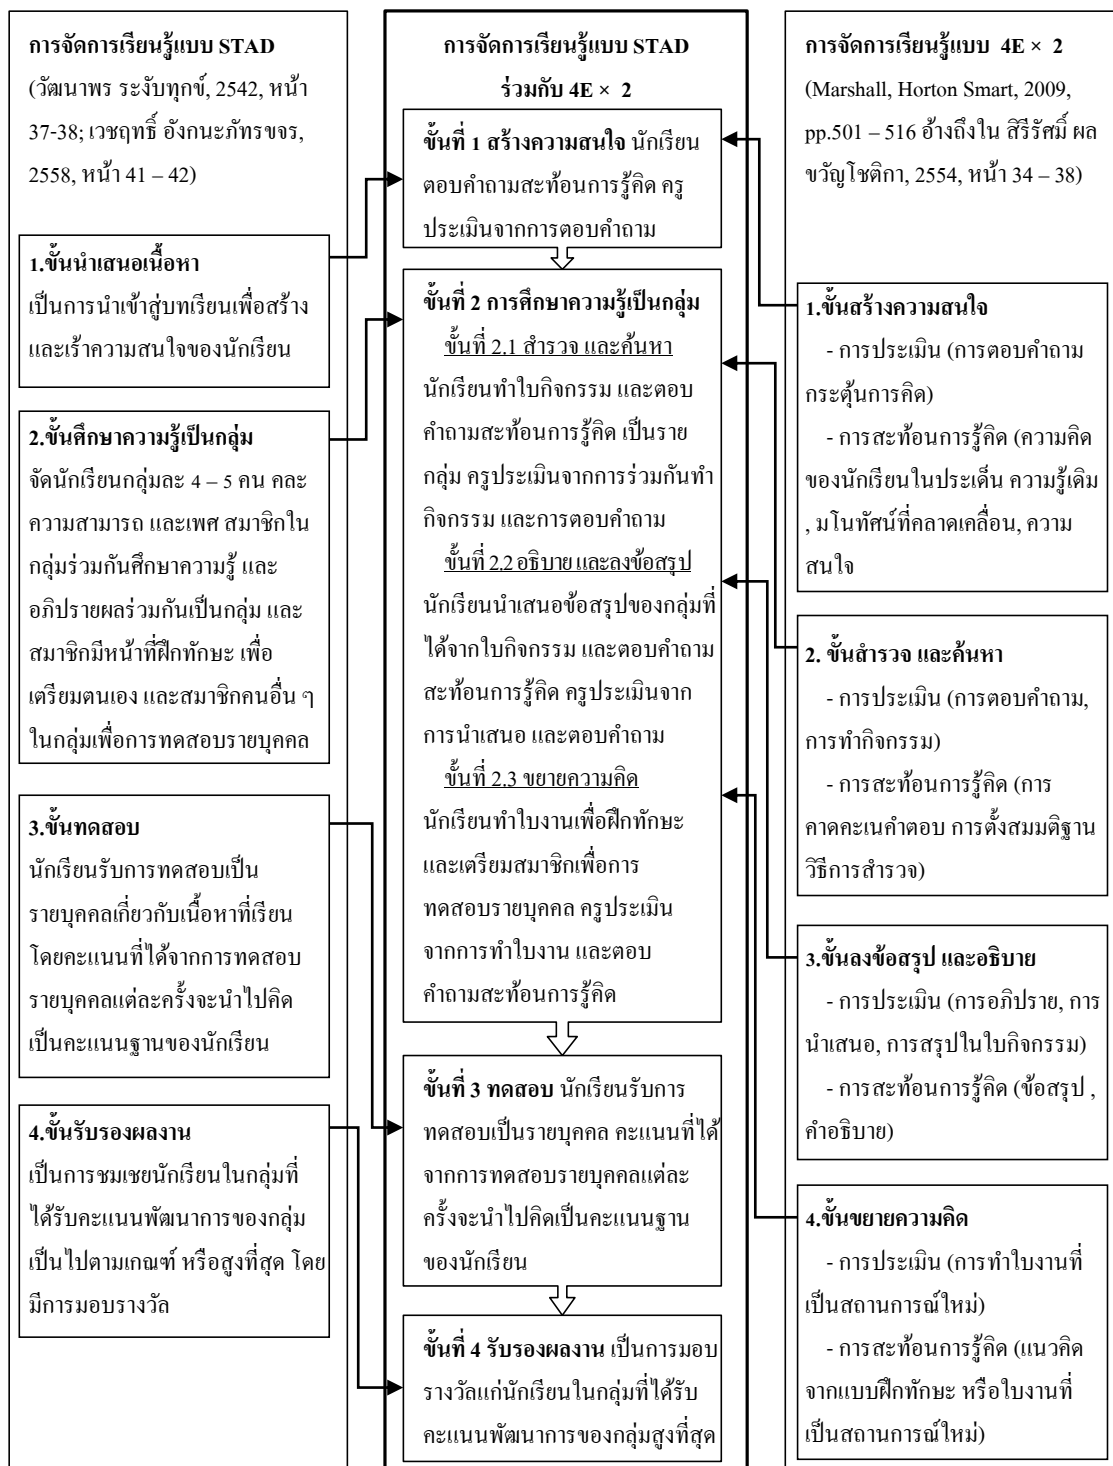 การจัดการเรียนรู้แบบ STAD
(วัฒนาพร ระงับทุกข์, 2542, หน้า
37-38; เวชฤทธิ์ อังกนะภัทรขจร,
2558, หน้า 41 – 42)
1.ขั้นนำเสนอเนื้อหา
เป็นการนำเข้าสู่บทเรียนเพื่อสร้าง
และเร้าความสนใจของนักเรียน
2.ขั้นศึกษาความรู้เป็นกลุ่ม
จัดนักเรียนกลุ่มละ 4 – 5 คน คละ
ความสามารถ และเพศ สมาชิกใน
กลุ่มร่วมกันศึกษาความรู้ และ
อภิปรายผลร่วมกันเป็นกลุ่ม และ
สมาชิกมีหน้าที่ฝึกทักษะ เพื่อ
เตรียมตนเอง และสมาชิกคนอื่น ๆ
ในกลุ่มเพื่อการทดสอบรายบุคคล
3.ขั้นทดสอบ
นักเรียนรับการทดสอบเป็น
รายบุคคลเกี่ยวกับเนื้อหาที่เรียน
โดยคะแนนที่ได้จากการทดสอบ
รายบุคคลแต่ละครั้งจะนำไปคิด
เป็นคะแนนฐานของนักเรียน
4.ขั้นรับรองผลงาน
เป็นการชมเชยนักเรียนในกลุ่มที่
ได้รับคะแนนพัฒนาการของกลุ่ม
เป็นไปตามเกณฑ์ หรือสูงที่สุด โดย
มีการมอบรางวัล
การจัดการเรียนรู้แบบ STAD
ร่วมกับ 4E × 2
ขั้นที่ 1 สร้างความสนใจ นักเรียน
ตอบคำถามสะท้อนการรู้คิด ครู
ประเมินจากการตอบคำถาม
ขั้นที่ 2 การศึกษาความรู้เป็นกลุ่ม
ขั้นที่ 2.1 สำรวจ และค้นหา
นักเรียนทำใบกิจกรรม และตอบ
คำถามสะท้อนการรู้คิด เป็นราย
กลุ่ม ครูประเมินจากการร่วมกันทำ
กิจกรรม และการตอบคำถาม
ขั้นที่ 2.2 อธิบาย และลงข้อสรุป
นักเรียนนำเสนอข้อสรุปของกลุ่มที่
ได้จากใบกิจกรรม และตอบคำถาม
สะท้อนการรู้คิด ครูประเมินจาก
การนำเสนอ และตอบคำถาม
ขั้นที่ 2.3 ขยายความคิด
นักเรียนทำใบงานเพื่อฝึกทักษะ
และเตรียมสมาชิกเพื่อการ
ทดสอบรายบุคคล ครูประเมิน
จากการทำใบงาน และตอบ
คำถามสะท้อนการรู้คิด
ขั้นที่ 3 ทดสอบ นักเรียนรับการ
ทดสอบเป็นรายบุคคล คะแนนที่ได้
จากการทดสอบรายบุคคลแต่ละ
ครั้งจะนำไปคิดเป็นคะแนนฐาน
ของนักเรียน
ขั้นที่ 4 รับรองผลงาน เป็นการมอบ
รางวัลแก่นักเรียนในกลุ่มที่ได้รับ
คะแนนพัฒนาการของกลุ่มสูงที่สุด
การจัดการเรียนรู้แบบ 4E × 2
(Marshall, Horton Smart, 2009,
pp.501 – 516 อ้างถึงใน สิรีรัศมิ์ ผล
ขวัญโชติกา, 2554, หน้า 34 – 38)
1.ขั้นสร้างความสนใจ
- การประเมิน (การตอบคำถาม
กระตุ้นการคิด)
- การสะท้อนการรู้คิด (ความคิด
ของนักเรียนในประเด็น ความรู้เดิม
, มโนทัศน์ที่คลาดเคลื่อน, ความ
สนใจ
2. ขั้นสำรวจ และค้นหา
- การประเมิน (การตอบคำถาม,
การทำกิจกรรม)
- การสะท้อนการรู้คิด (การ
คาดคะเนคำตอบ การตั้งสมมติฐาน
วิธีการสำรวจ)
3.ขั้นลงข้อสรุป และอธิบาย
- การประเมิน (การอภิปราย, การ
นำเสนอ, การสรุปในใบกิจกรรม)
- การสะท้อนการรู้คิด (ข้อสรุป ,
คำอธิบาย)
4.ขั้นขยายความคิด
- การประเมิน (การทำใบงานที่
เป็นสถานการณ์ใหม่)
- การสะท้อนการรู้คิด (แนวคิด
จากแบบฝึกทักษะ หรือใบงานที่
เป็นสถานการณ์ใหม่)